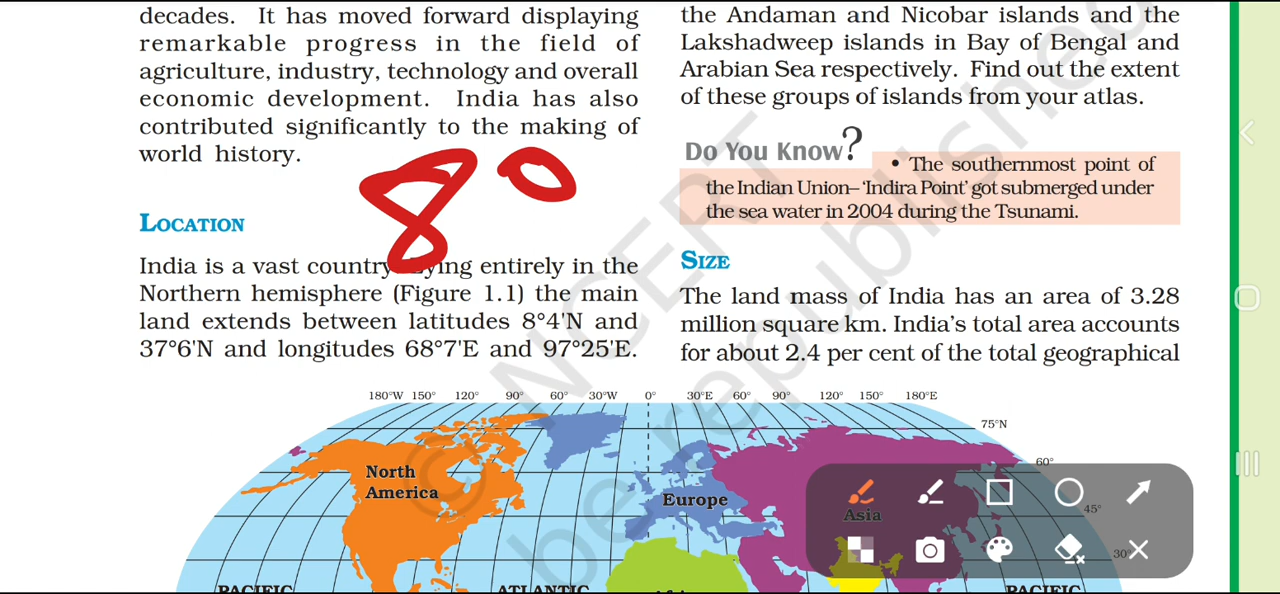 decades. It has moved forward displaying
remarkable progress in the field of
agriculture, industry, technology and overall
economic development. India has also
contributed significantly to the making of
world history.
8°
LOCATION
India is a vast country. Lying entirely in the
Northern hemisphere (Figure 1.1) the main
land extends between latitudes 8°4'N and
37°6'N and longitudes 68°7'E and 97°25'E.
the Andaman and Nicobar islands and the
Lakshadweep islands in Bay of Bengal and
Arabian Sea respectively. Find out the extent
of these groups of islands from your atlas.
Do You Know?
• The southernmost point of
the Indian Union– 'Indira Point' got submerged under
the sea water in 2004 during the Tsunami.
SIZE
The land mass of India has an area of 3.28
million square km. India's total area accounts
for about 2.4 per cent of the total geographical
180°W 150° 120° 90° 60° 30°W 0° 30°E 60° 90° 120° 150° 180°E
75°N
60°
45°
30°
North
America
Europe
Asia
PACIFIC
ATLANTIC
PACIFIC
© NCERT
be republished